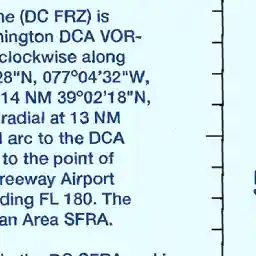 ne (DC FRZ) is
hington DCA VOR-
clockwise along
28"N, 077°04'32"W,
14 NM 39°02'18"N,
radial at 13 NM
arc to the DCA
to the point of
reeway Airport
ding FL 180. The
an Area SFRA.